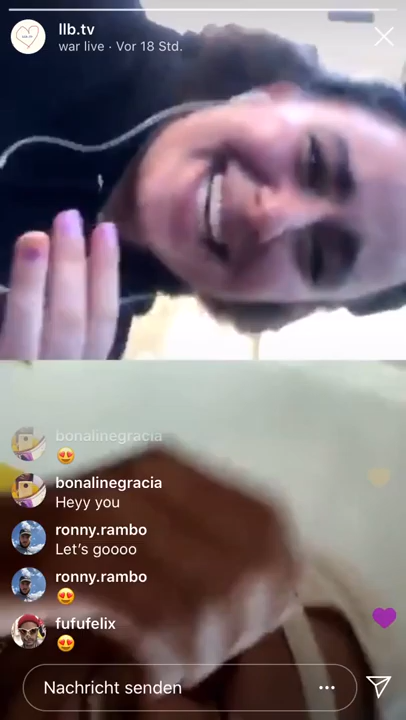 llb.tv
war live · Vor 18 Std.
bonalinegracia
😍
bonalinegracia
Heyy you
ronny.rambo
Let's goooo
ronny.rambo
😍
fufufelix
😍
Nachricht senden